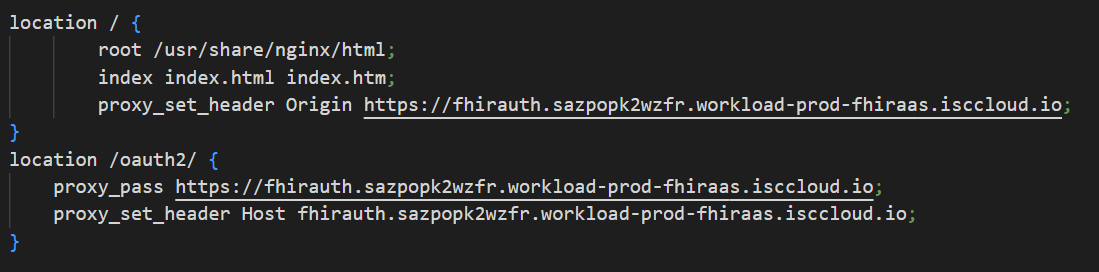 location / {
root /usr/share/nginx/html;
index index.html index.htm;
proxy_set_header Origin https://fhirauth.sazpopk2wzfr.workload-prod-fhiraas.isccloud.io;
}
location /oauth2/ {
proxy_pass https://fhirauth.sazpopk2wzfr.workload-prod-fhiraas.isccloud.io;
proxy_set_header Host fhirauth.sazpopk2wzfr.workload-prod-fhiraas.isccloud.io;
}